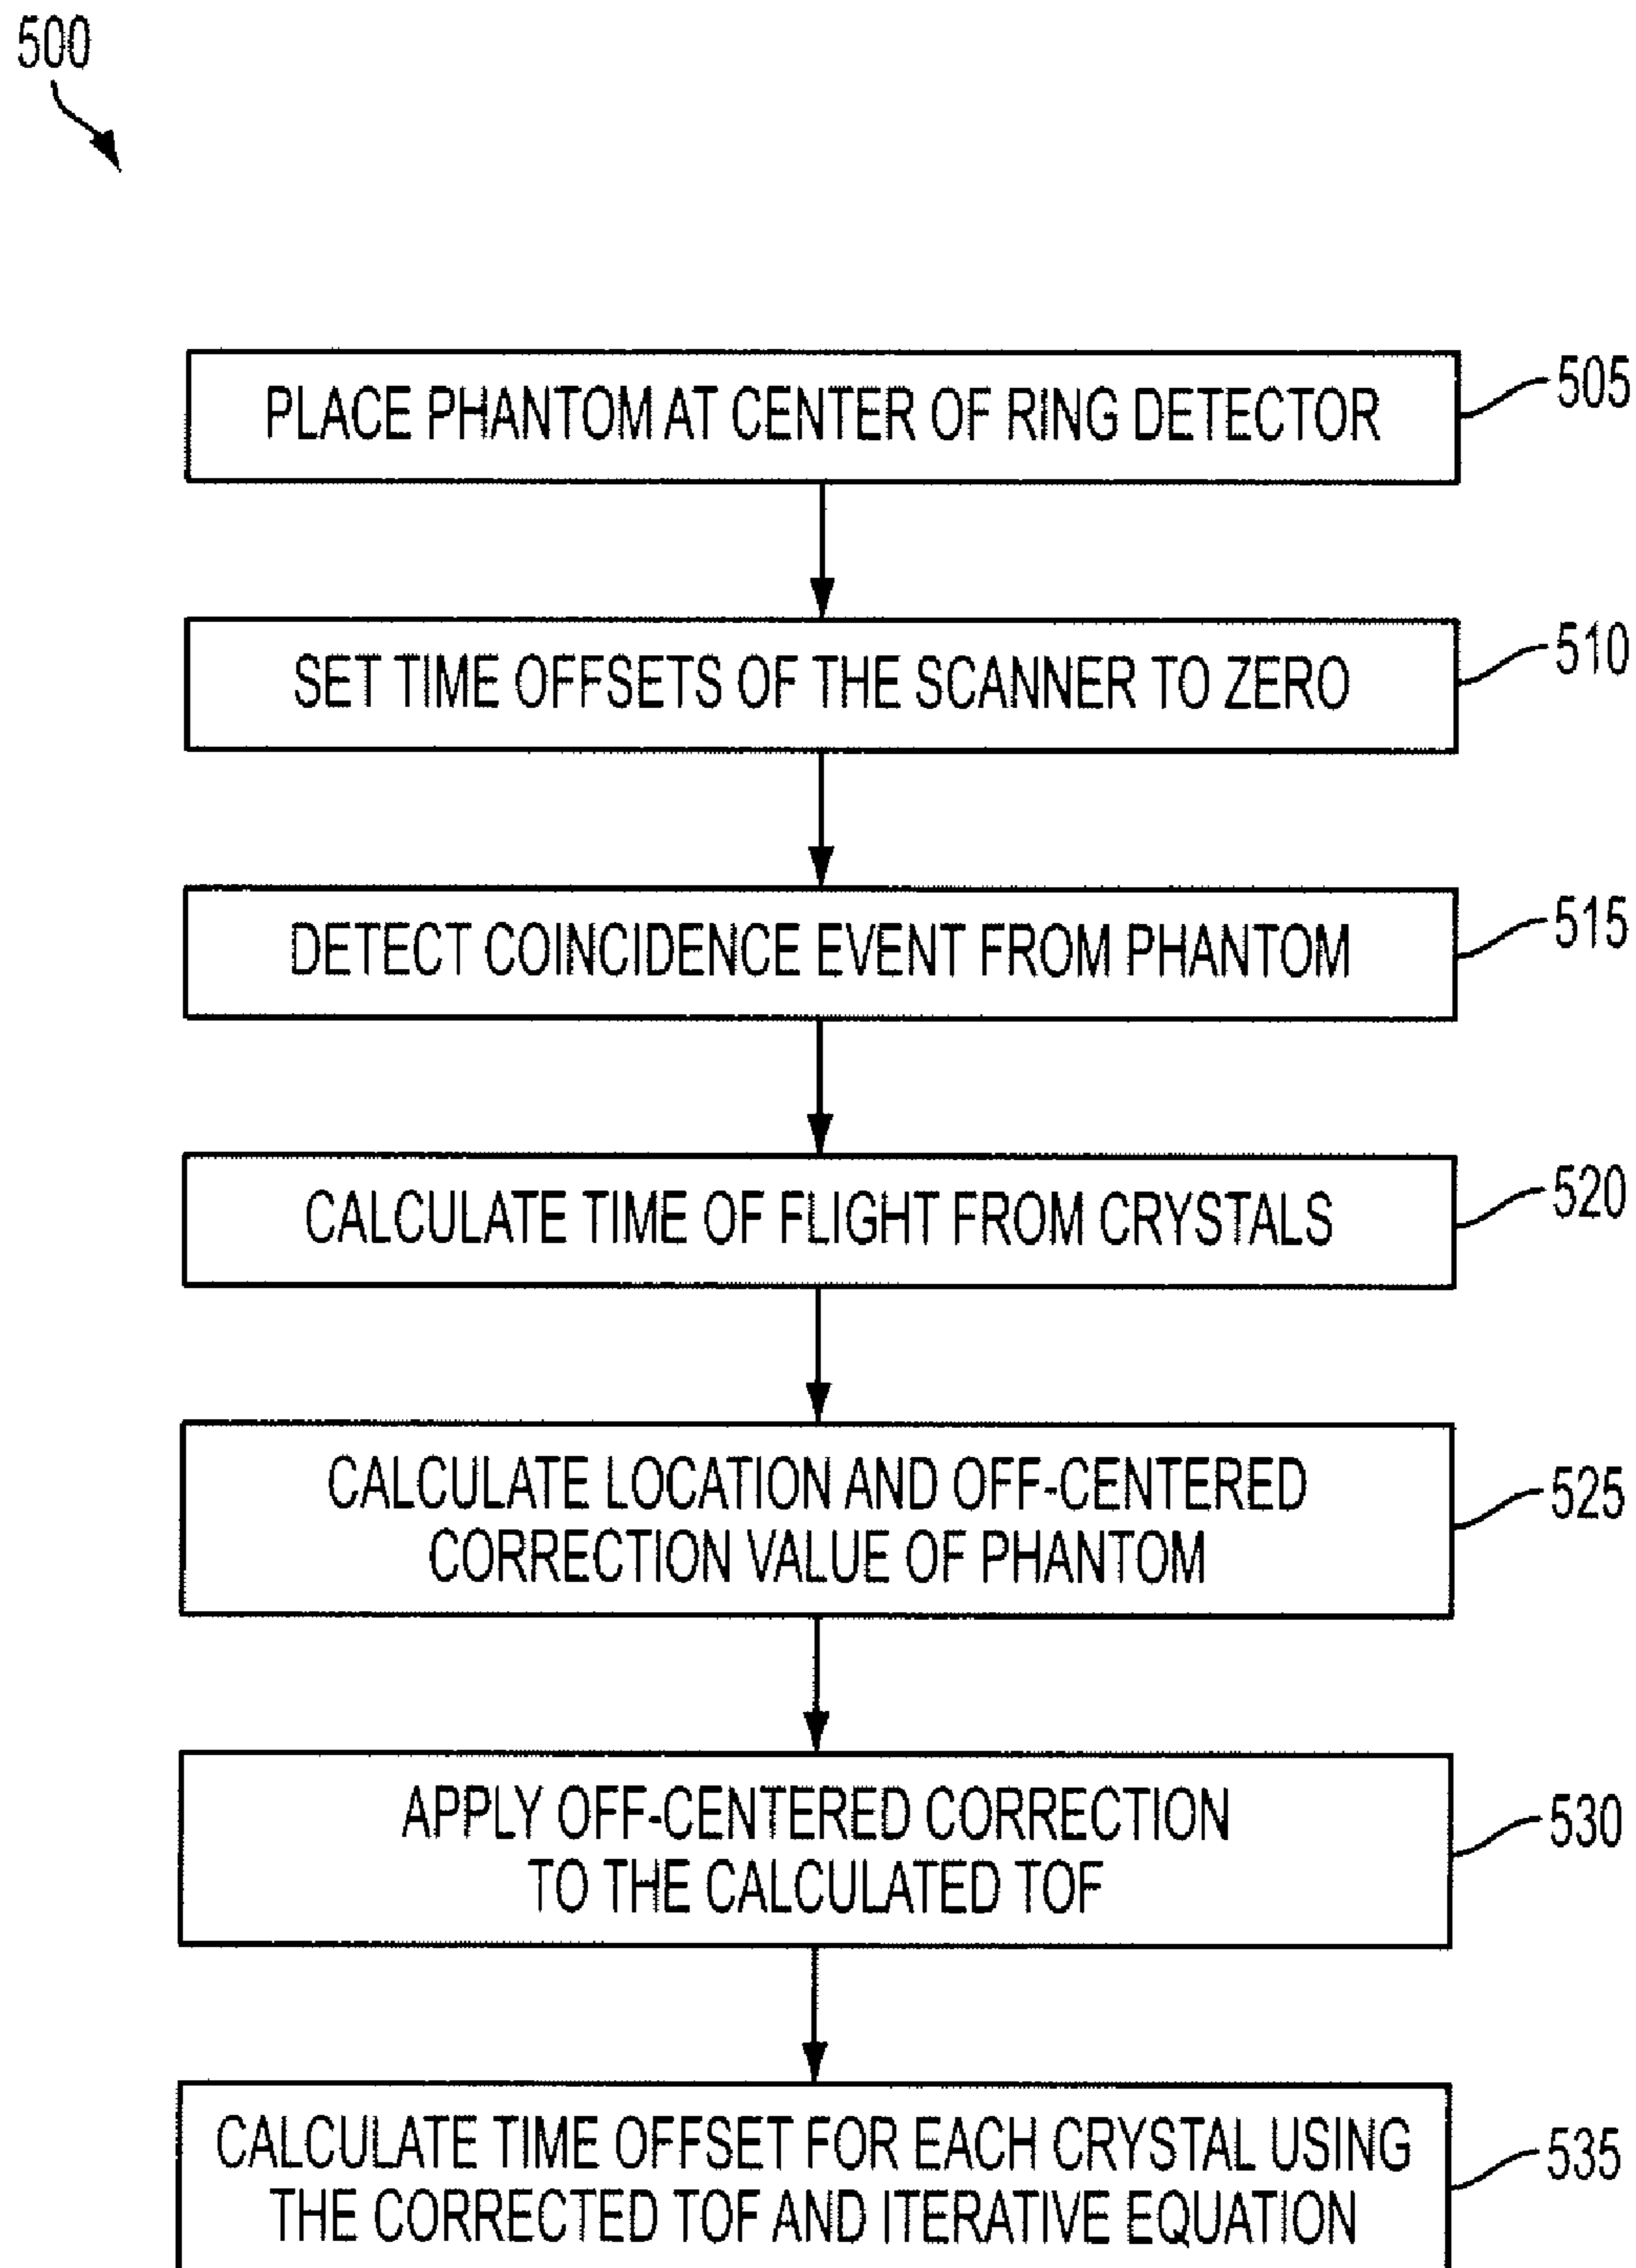 500
PLACE PHANTOM AT CENTER OF RING DETECTOR
505
SET TIME OFFSETS OF THE SCANNER TO ZERO
510
DETECT COINCIDENCE EVENT FROM PHANTOM
515
CALCULATE TIME OF FLIGHT FROM CRYSTALS
520
CALCULATE LOCATION AND OFF-CENTERED
CORRECTION VALUE OF PHANTOM
525
APPLY OFF-CENTERED CORRECTION
TO THE CALCULATED TOF
530
CALCULATE TIME OFFSET FOR EACH CRYSTAL USING
THE CORRECTED TOF AND ITERATIVE EQUATION
535